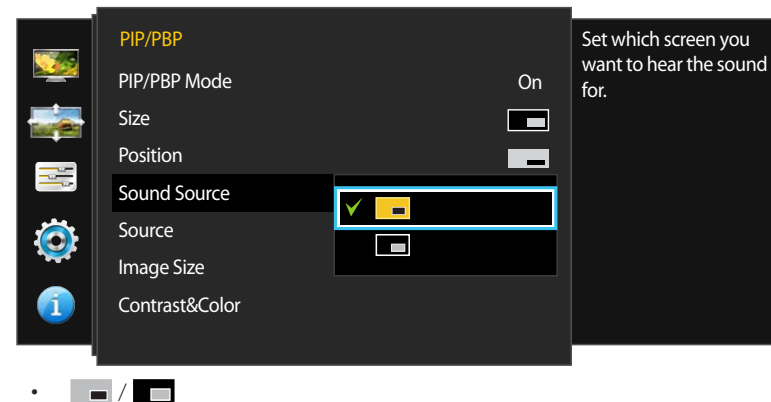 PIP/PBP
PIP/PBP Mode On
Size
Position
Sound Source
Source
Image Size
Contrast&Color
Set which screen you
want to hear the sound
for.
• /